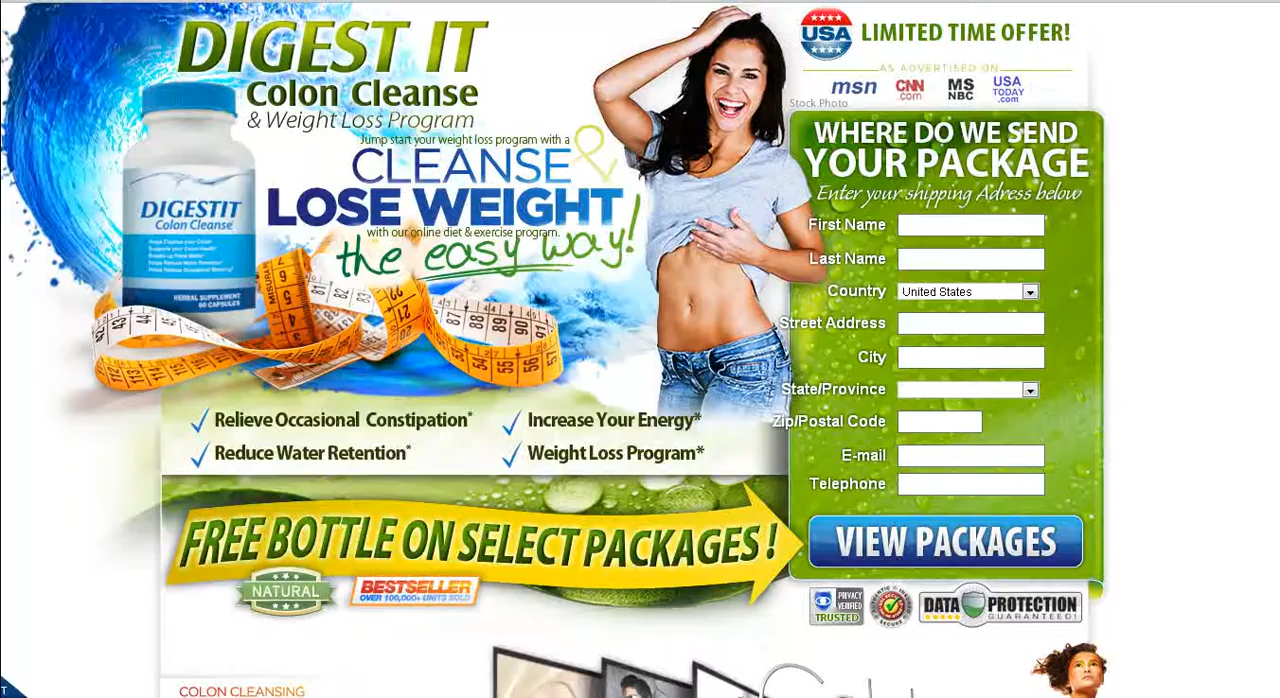 DIGEST IT
Colon Cleanse
& Weight Loss Program
Jump start your weight loss program with a
CLEANSE &
LOSE WEIGHT
with our online diet & exercise program.
the easy way!
DIGESTIT
Colon Cleanse
Supports your Colon Health
HERBAL SUPPLEMENT
60 CAPSULES
USA
LIMITED TIME OFFER!
AS ADVERTISED ON
msn
CNN
.com
MS
NBC
USA
TODAY
.com
Stock Photo
WHERE DO WE SEND
YOUR PACKAGE
Enter your shipping Adress below
First Name
Last Name
Country
United States
Street Address
City
State/Province
Zip/Postal Code
E-mail
Telephone
VIEW PACKAGES
Relieve Occasional Constipation*
Increase Your Energy*
Reduce Water Retention*
Weight Loss Program*
FREE BOTTLE ON SELECT PACKAGES!
NATURAL
BESTSELLER
OVER 100,000+ UNITS SOLD
PRIVACY
VERIFIED
TRUSTED
SECURE
DATA PROTECTION
GUARANTEED!
COLON CLEANSING